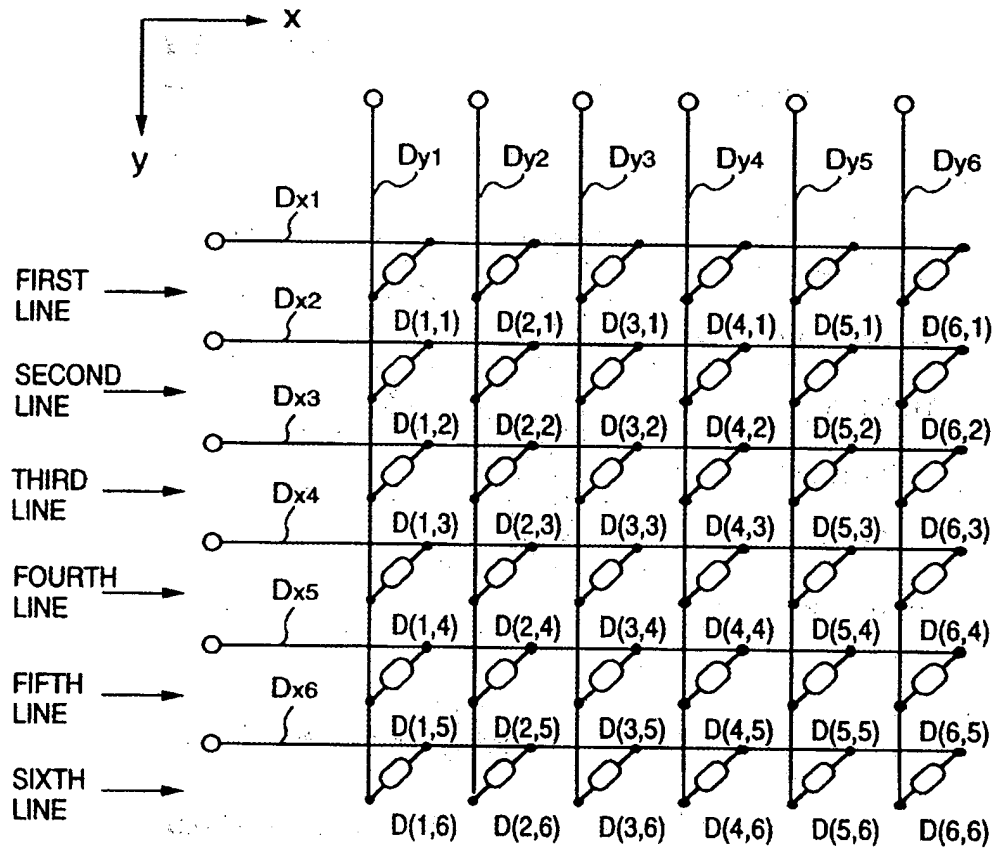 x
y
Dy1 Dy2 Dy3 Dy4 Dy5 Dy6
Dx1
FIRST
LINE
Dx2
D(1,1) D(2,1) D(3,1) D(4,1) D(5,1) D(6,1)
SECOND
LINE
Dx3
D(1,2) D(2,2) D(3,2) D(4,2) D(5,2) D(6,2)
THIRD
LINE
Dx4
D(1,3) D(2,3) D(3,3) D(4,3) D(5,3) D(6,3)
FOURTH
LINE
Dx5
D(1,4) D(2,4) D(3,4) D(4,4) D(5,4) D(6,4)
FIFTH
LINE
Dx6
D(1,5) D(2,5) D(3,5) D(4,5) D(5,5) D(6,5)
SIXTH
LINE
D(1,6) D(2,6) D(3,6) D(4,6) D(5,6) D(6,6)